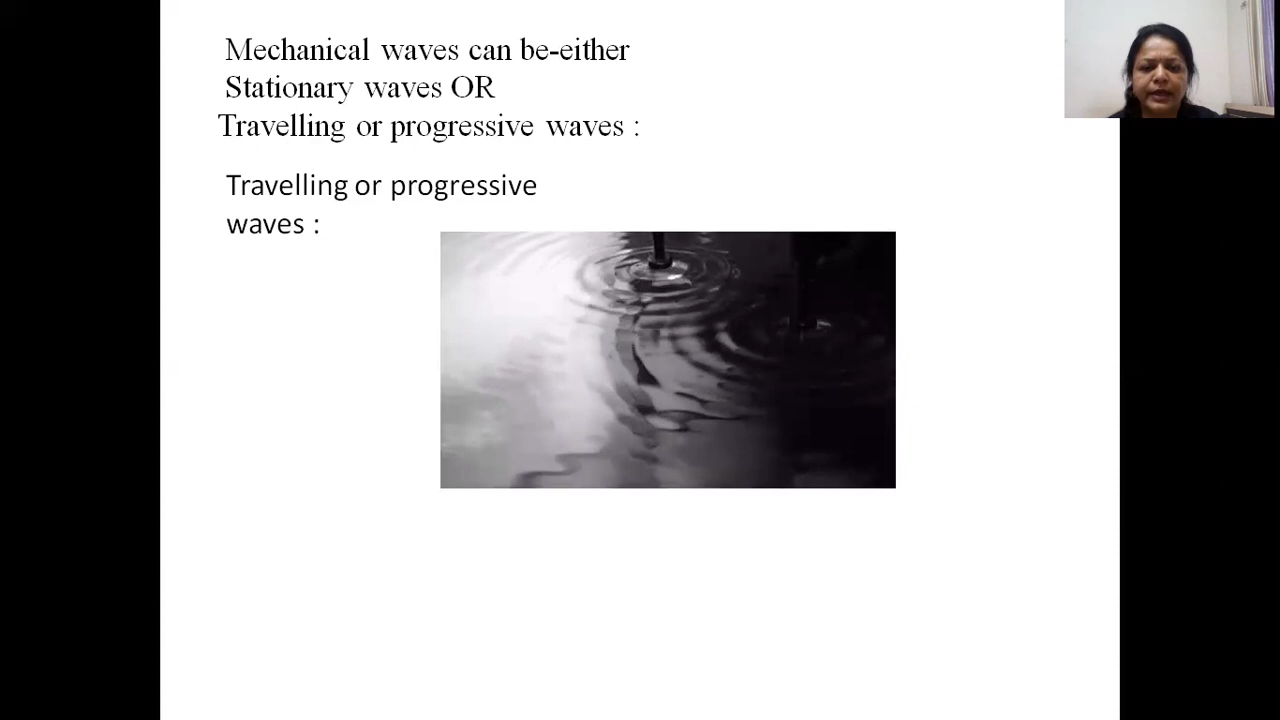 Mechanical waves can be-either
Stationary waves OR
Travelling or progressive waves :
Travelling or progressive
waves :